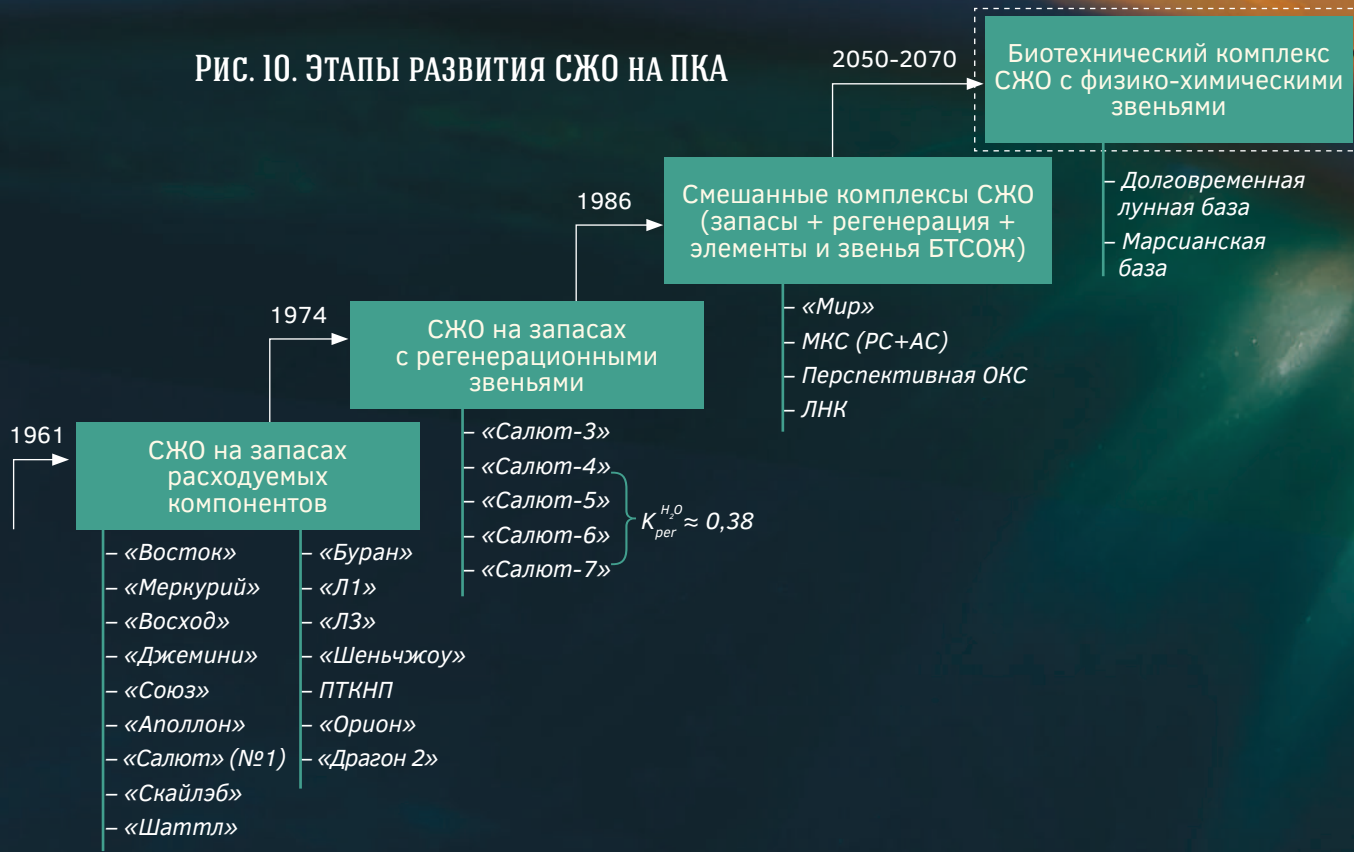 Рис. 10. Этапы развития СЖО на ПКА
1961
СЖО на запасах
расходуемых
компонентов
– «Восток»
– «Меркурий»
– «Восход»
– «Джемини»
– «Союз»
– «Аполлон»
– «Салют» (№1)
– «Скайлэб»
– «Шаттл»
– «Буран»
– «Л1»
– «Л3»
– «Шеньчжоу»
– ПТКНП
– «Орион»
– «Драгон 2»
1974
СЖО на запасах
с регенерационными
звеньями
– «Салют-3»
– «Салют-4»
– «Салют-5»
– «Салют-6»
– «Салют-7»
K per H₂O ≈ 0,38
1986
Смешанные комплексы СЖО
(запасы + регенерация +
элементы и звенья БТСОЖ)
– «Мир»
– МКС (РС+АС)
– Перспективная ОКС
– ЛНК
2050-2070
Биотехнический комплекс
СЖО с физико-химическими
звеньями
– Долговременная
лунная база
– Марсианская
база